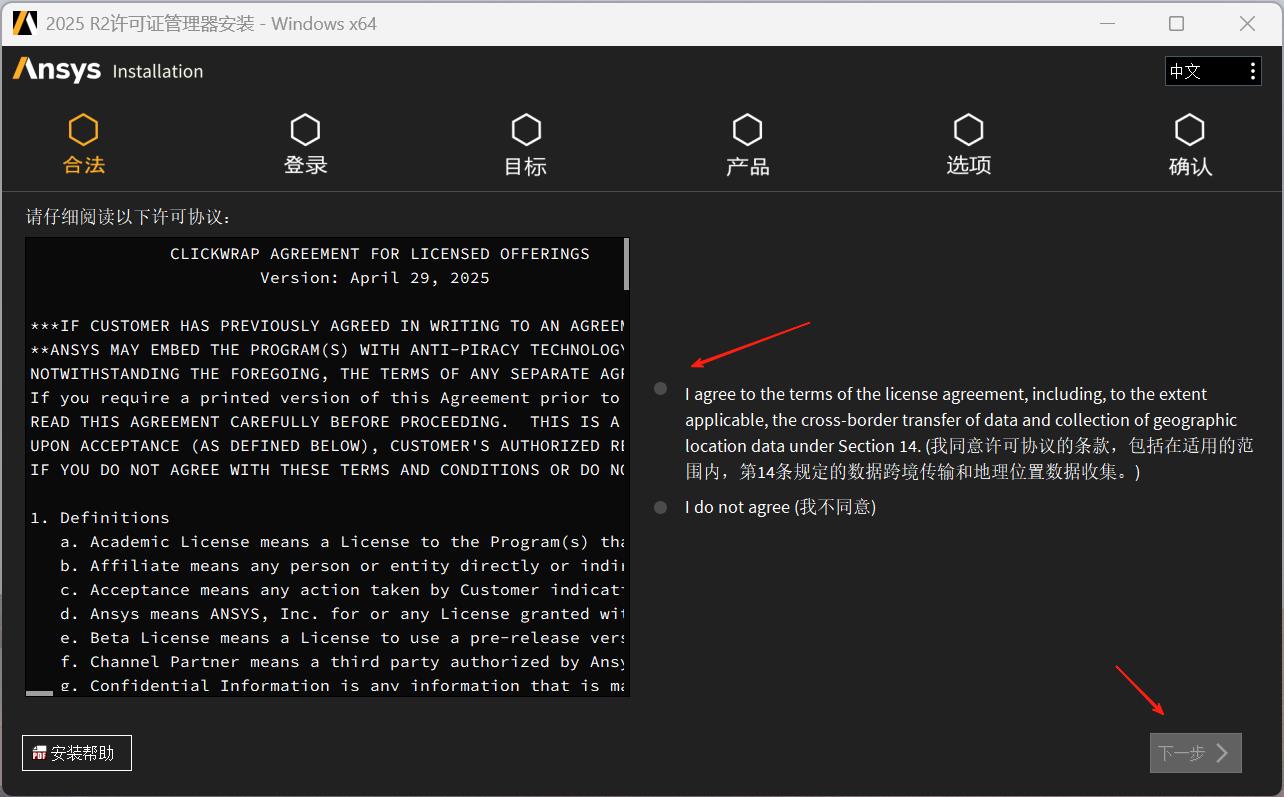 2025 R2许可证管理器安装 - Windows x64
Ansys Installation
中文
合法
登录
目标
产品
选项
确认
请仔细阅读以下许可协议：
CLICKWRAP AGREEMENT FOR LICENSED OFFERINGS
Version: April 29, 2025
***IF CUSTOMER HAS PREVIOUSLY AGREED IN WRITING TO AN AGREEM
**ANSYS MAY EMBED THE PROGRAM(S) WITH ANTI-PIRACY TECHNOLOGY
NOTWITHSTANDING THE FOREGOING, THE TERMS OF ANY SEPARATE AGR
If you require a printed version of this Agreement prior to
READ THIS AGREEMENT CAREFULLY BEFORE PROCEEDING.  THIS IS A
UPON ACCEPTANCE (AS DEFINED BELOW), CUSTOMER'S AUTHORIZED RE
IF YOU DO NOT AGREE WITH THESE TERMS AND CONDITIONS OR DO NO
1. Definitions
a. Academic License means a License to the Program(s) tha
b. Affiliate means any person or entity directly or indir
c. Acceptance means any action taken by Customer indicati
d. Ansys means ANSYS, Inc. for or any License granted wit
e. Beta License means a License to use a pre-release vers
f. Channel Partner means a third party authorized by Ansy
g. Confidential Information is any information that is ma
I agree to the terms of the license agreement, including, to the extent
applicable, the cross-border transfer of data and collection of geographic
location data under Section 14. (我同意许可协议的条款，包括在适用的范
围内，第14条规定的数据跨境传输和地理位置数据收集。)
I do not agree (我不同意)
PDF 安装帮助
下一步